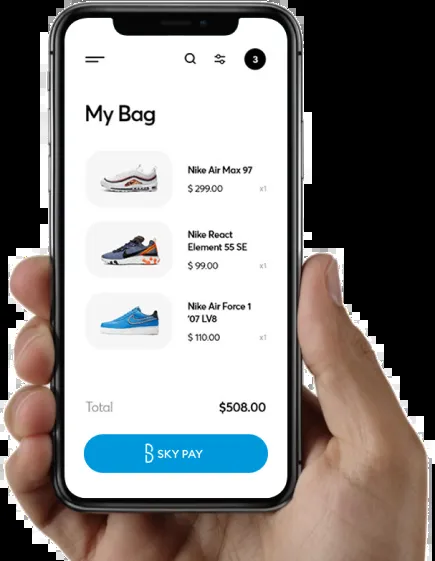 3
My Bag
Nike Air Max 97
$ 299.00 x1
Nike React
Element 55 SE
$ 99.00 x1
Nike Air Force 1
'07 LV8
$ 110.00 x1
Total $508.00
SKY PAY